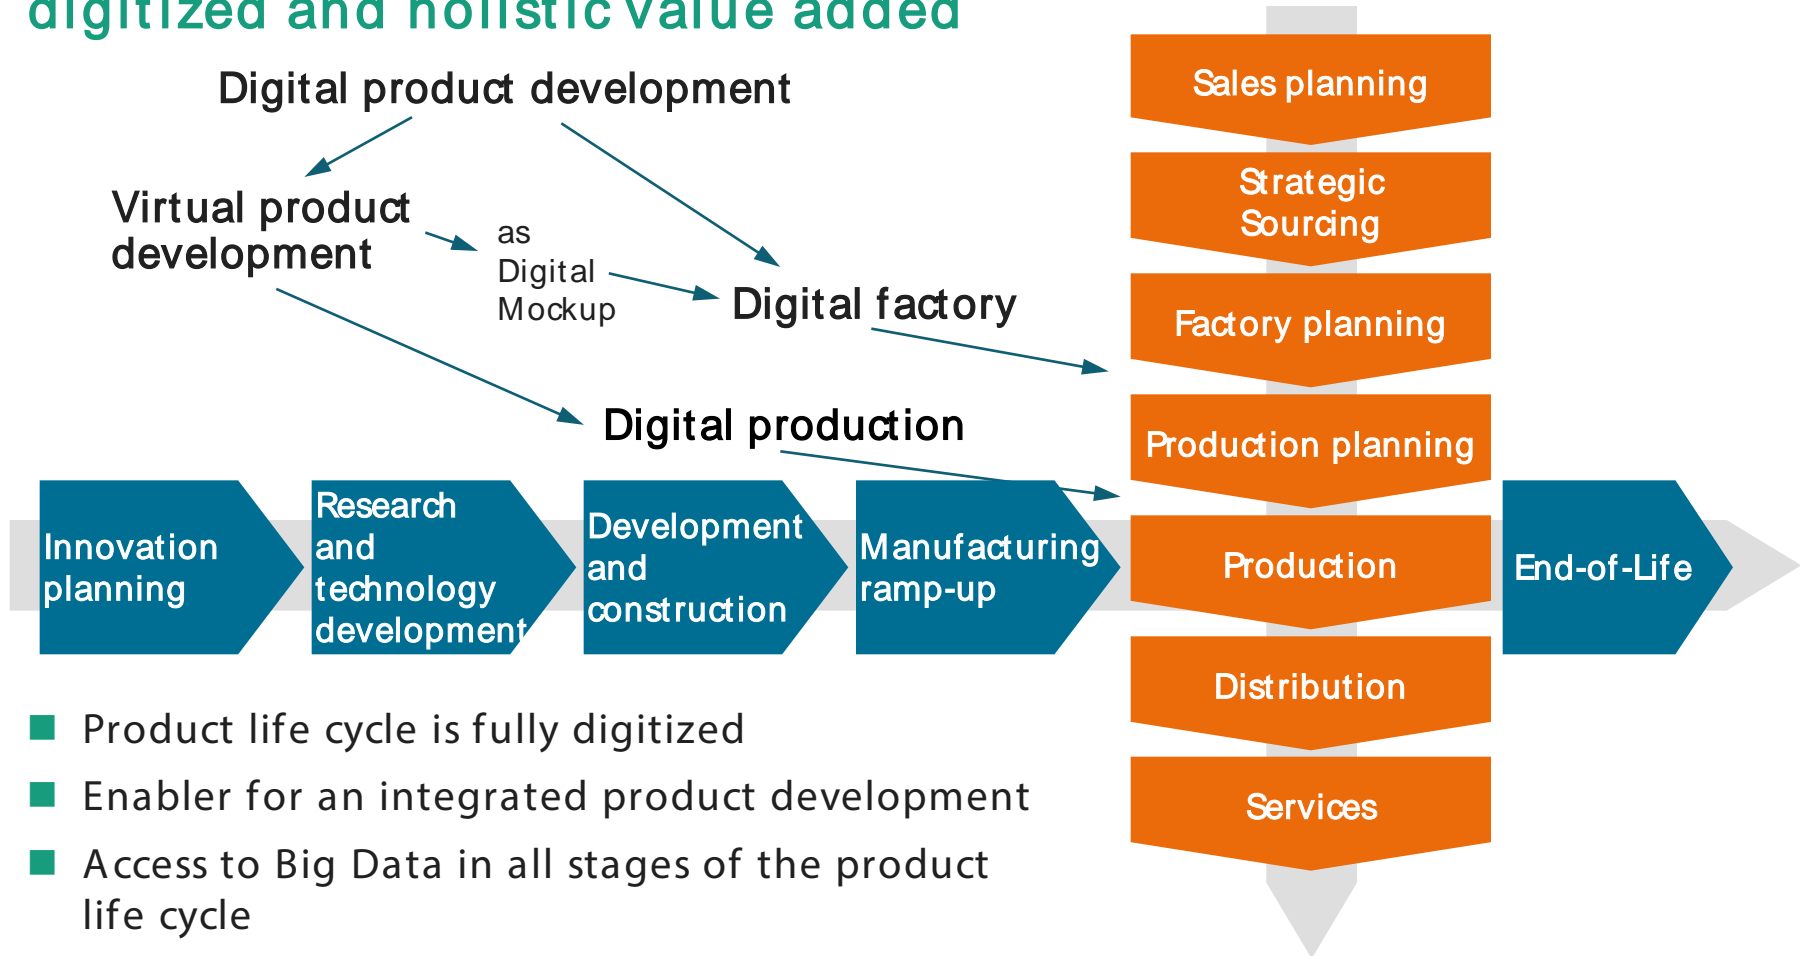 digitized and holistic value added
Digital product development
Virtual product
development
as
Digital
Mockup
Digital factory
Digital production
Innovation
planning
Research
and
technology
development
Development
and
construction
Manufacturing
ramp-up
Sales planning
Strategic
Sourcing
Factory planning
Production planning
Production
Distribution
Services
End-of-Life
Product life cycle is fully digitized
Enabler for an integrated product development
Access to Big Data in all stages of the product
life cycle